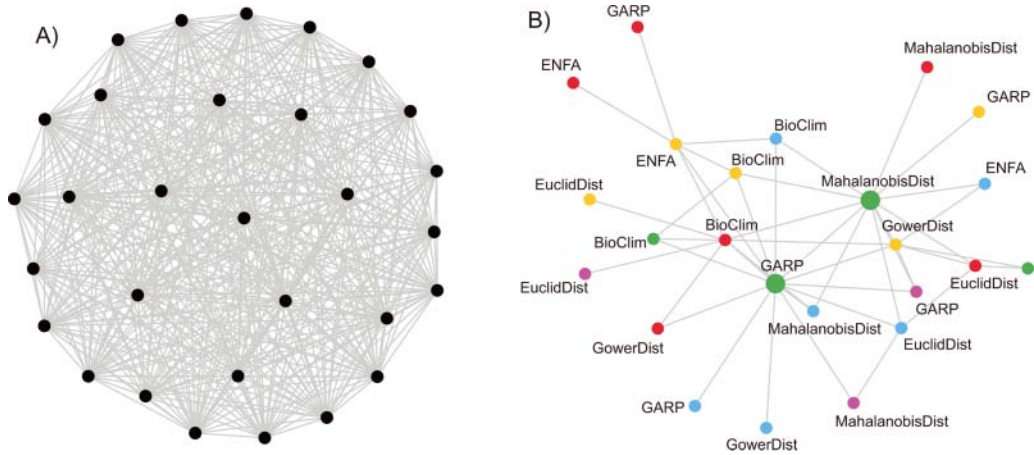 A)
B)
GARP
MahalanobisDist
ENFA
GARP
BioClim
ENFA
BioClim
MahalanobisDist
ENFA
EuclidDist
BioClim
GowerDist
BioClim
GARP
EuclidDist
EuclidDist
GARP
MahalanobisDist
GowerDist
EuclidDist
GARP
MahalanobisDist
GowerDist